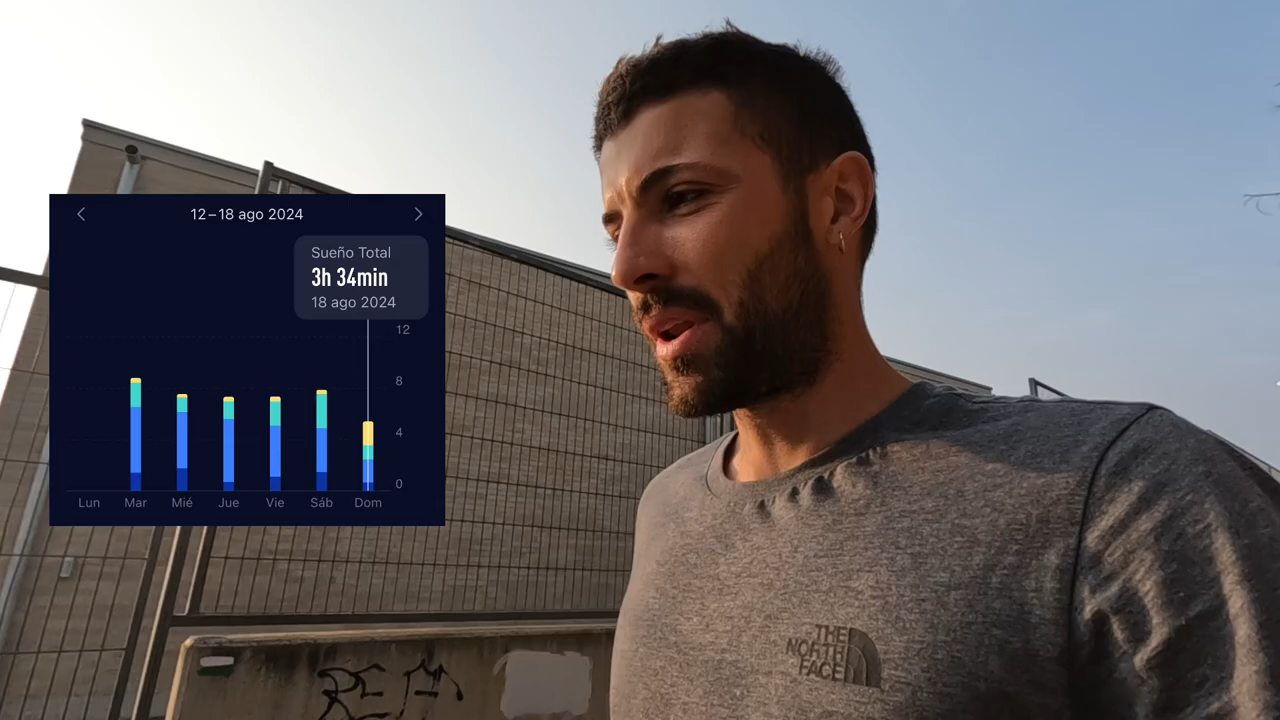 12–18 ago 2024
Sueño Total
3h 34min
18 ago 2024
12
8
4
0
Lun Mar Mié Jue Vie Sáb Dom
THE
NORTH
FACE